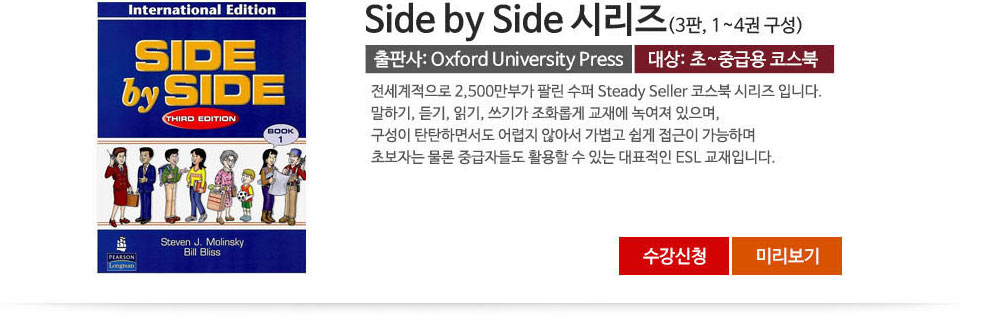 International Edition
SIDE
by SIDE
THIRD EDITION
BOOK
1
Steven J. Molinsky
Bill Bliss
PEARSON
Longman
Side by Side 시리즈(3판, 1~4권 구성)
출판사: Oxford University Press 대상: 초~중급용 코스북
전세계적으로 2,500만부가 팔린 수퍼 Steady Seller 코스북 시리즈 입니다.
말하기, 듣기, 읽기, 쓰기가 조화롭게 교재에 녹여져 있으며,
구성이 탄탄하면서도 어렵지 않아서 가볍고 쉽게 접근이 가능하며
초보자는 물론 중급자들도 활용할 수 있는 대표적인 ESL 교재입니다.
수강신청 미리보기